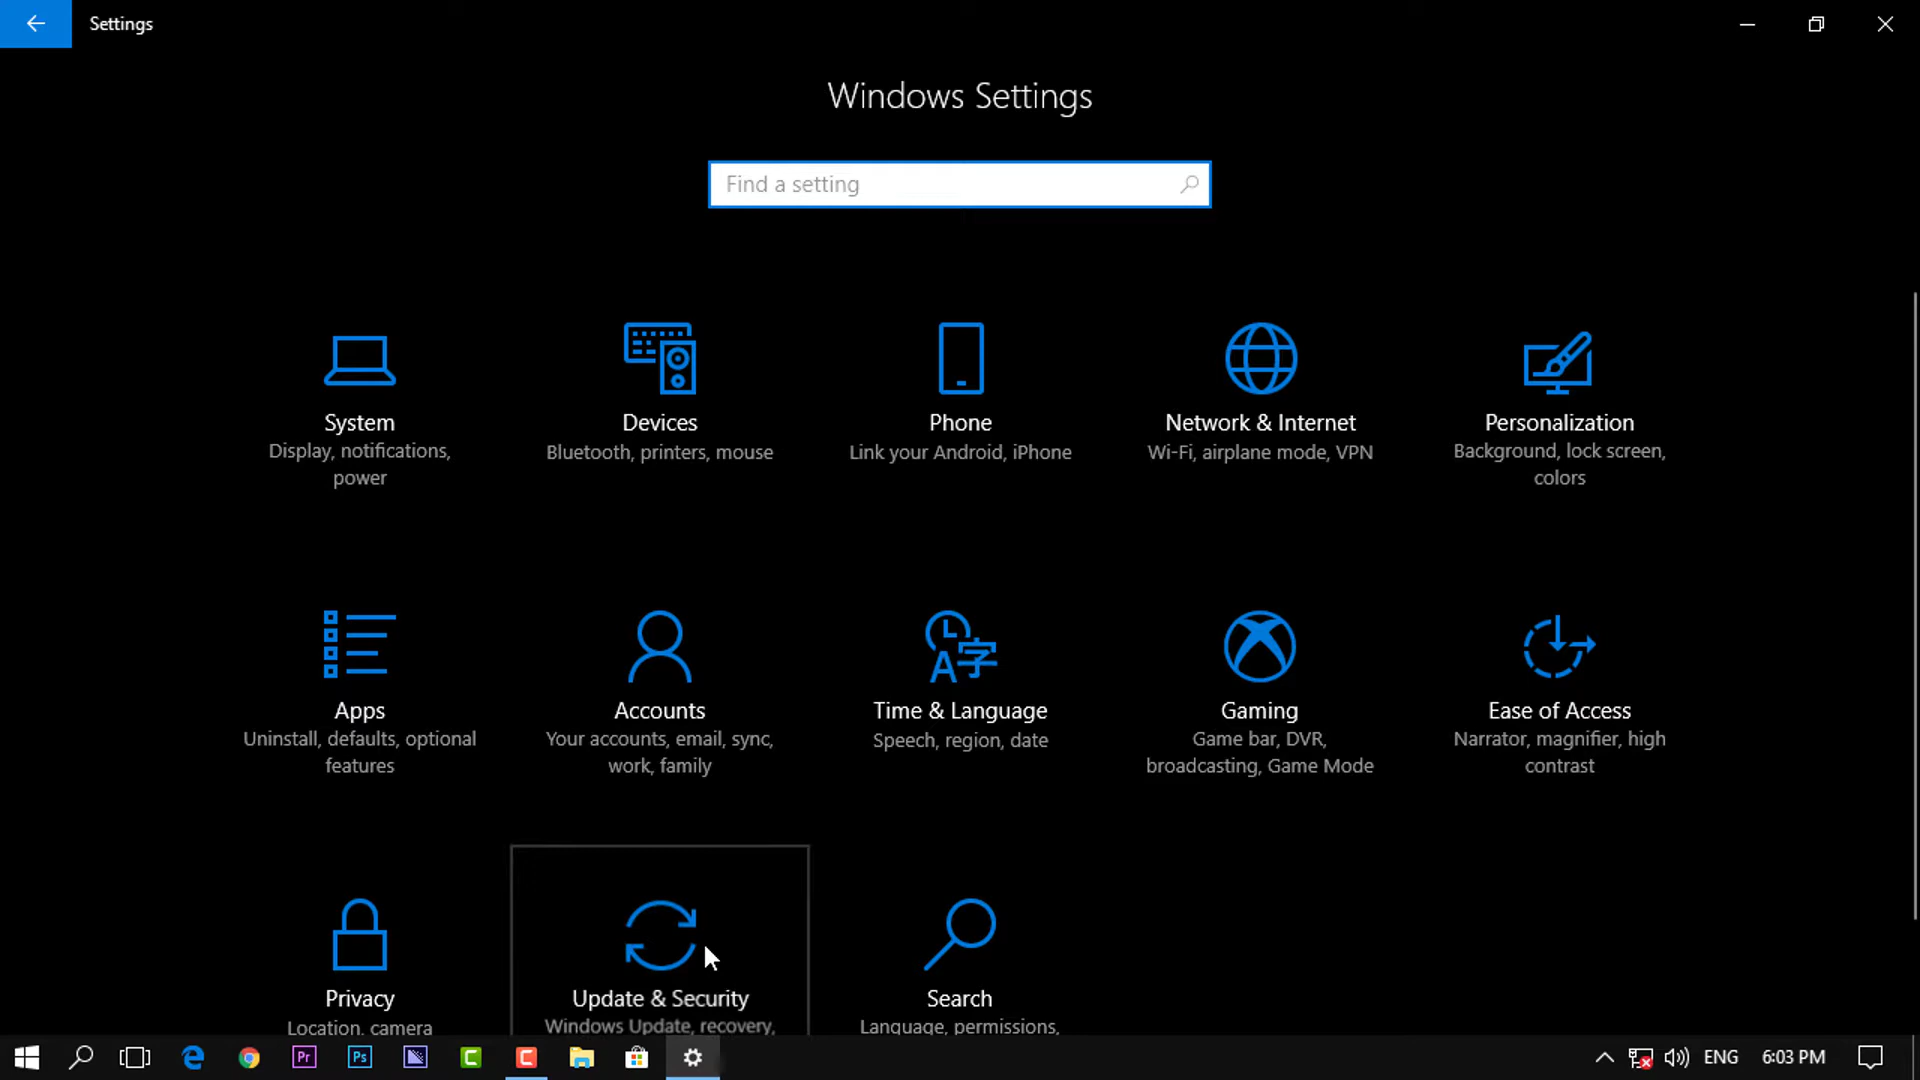 Settings
Windows Settings
Find a setting
System
Display, notifications,
power
Devices
Bluetooth, printers, mouse
Phone
Link your Android, iPhone
Network & Internet
Wi-Fi, airplane mode, VPN
Personalization
Background, lock screen,
colors
Apps
Uninstall, defaults, optional
features
Accounts
Your accounts, email, sync,
work, family
Time & Language
Speech, region, date
Gaming
Game bar, DVR,
broadcasting, Game Mode
Ease of Access
Narrator, magnifier, high
contrast
Privacy
Location, camera
Update & Security
Windows Update, recovery,
Search
Language, permissions,
Pr
Ps
ENG
6:03 PM